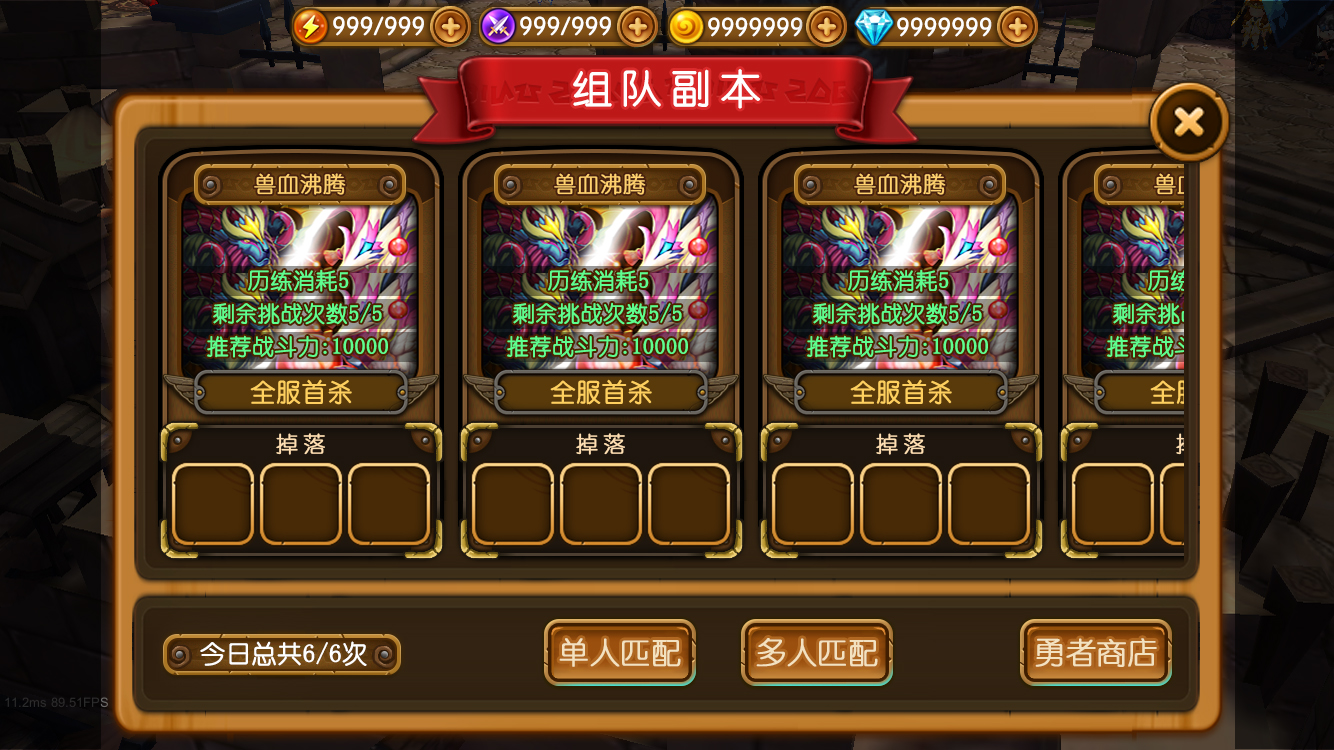 999/999 999/999 9999999 9999999
组队副本
兽血沸腾 兽血沸腾 兽血沸腾 兽血
历练消耗5 历练消耗5 历练消耗5 历练
剩余挑战次数5/5 剩余挑战次数5/5 剩余挑战次数5/5 剩余挑
推荐战斗力:10000 推荐战斗力:10000 推荐战斗力:10000 推荐战
全服首杀 全服首杀 全服首杀 全服
掉落 掉落 掉落
今日总共6/6次 单人匹配 多人匹配 勇者商店
11.2ms 89.51FPS